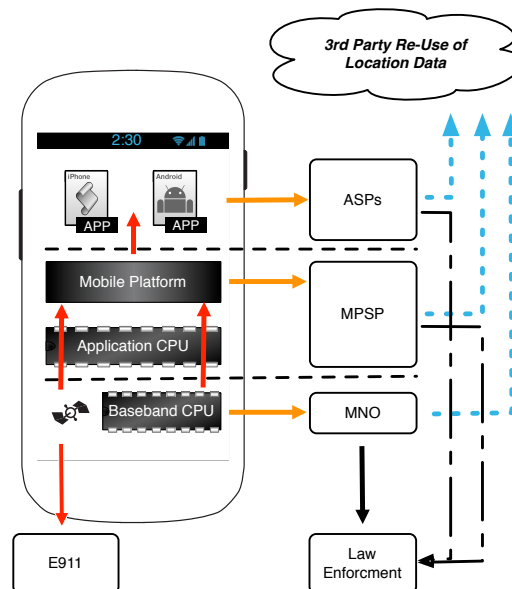 3rd Party Re-Use of
Location Data
2:30
iPhone
APP
Android
APP
ASPs
Mobile Platform
MPSP
Application CPU
Baseband CPU
MNO
E911
Law
Enforcment